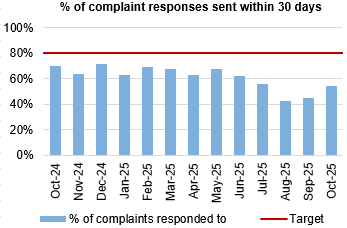 % of complaint responses sent within 30 days
100%
80%
60%
40%
20%
0%
Oct-24
Nov-24
Dec-24
Jan-25
Feb-25
Mar-25
Apr-25
May-25
Jun-25
Jul-25
Aug-25
Sep-25
Oct-25
% of complaints responded to
Target